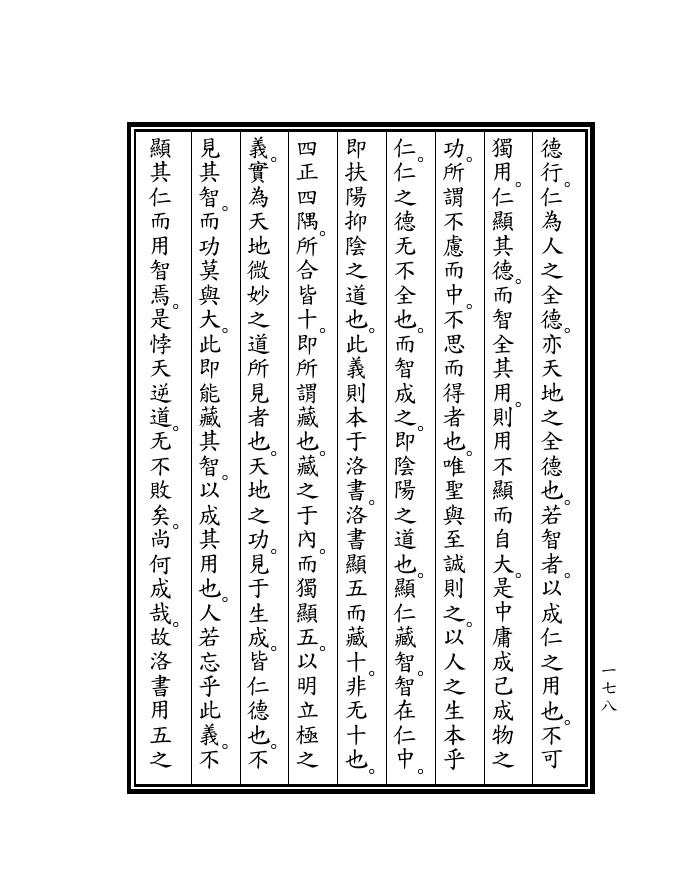 德行。仁為人之全德。亦天地之全德也。若智者。以成仁之用也。不可
獨用。仁顯其德。而智全其用。則用不顯而自大。是中庸成己成物之
功。所謂不慮而中。不思而得者也。唯聖與至誠則之。以人之生本乎
仁。仁之德无不全也。而智成之。即陰陽之道也。顯仁藏智。智在仁中。
即扶陽抑陰之道也。此義則本于洛書。洛書顯五而藏十。非无十也。
四正四隅。所合皆十。即所謂藏也。藏之于內。而獨顯五。以明立極之
義。實為天地微妙之道所見者也。天地之功。見于生成。皆仁德也。不
見其智。而功莫與大。此即能藏其智。以成其用也。人若忘乎此義。不
顯其仁而用智焉。是悖天逆道。无不敗矣。尚何成哉。故洛書用五之
一七八